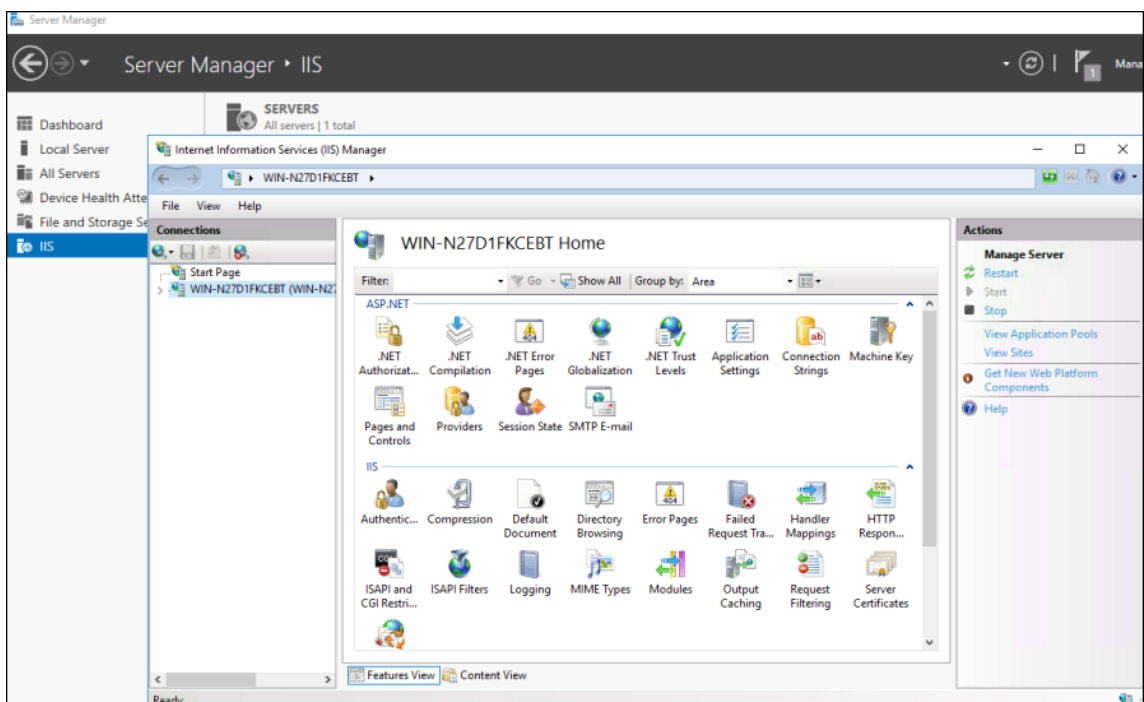 Server Manager
Server Manager ‣ IIS
1
Mana
Dashboard
Local Server
All Servers
Device Health Atte
File and Storage Se
IIS
SERVERS
All servers | 1 total
Internet Information Services (IIS) Manager
WIN-N27D1FKCEBT
File View Help
Connections
Start Page
WIN-N27D1FKCEBT (WIN-N27
WIN-N27D1FKCEBT Home
Filter: Go Show All Group by: Area
ASP.NET
.NET Authorizat...
.NET Compilation
.NET Error Pages
.NET Globalization
.NET Trust Levels
Application Settings
Connection Strings
Machine Key
Pages and Controls
Providers
Session State
SMTP E-mail
IIS
Authentic...
Compression
Default Document
Directory Browsing
Error Pages
Failed Request Tra...
Handler Mappings
HTTP Respon...
ISAPI and CGI Restri...
ISAPI Filters
Logging
MIME Types
Modules
Output Caching
Request Filtering
Server Certificates
Features View
Content View
Ready
Actions
Manage Server
Restart
Start
Stop
View Application Pools
View Sites
Get New Web Platform
Components
Help